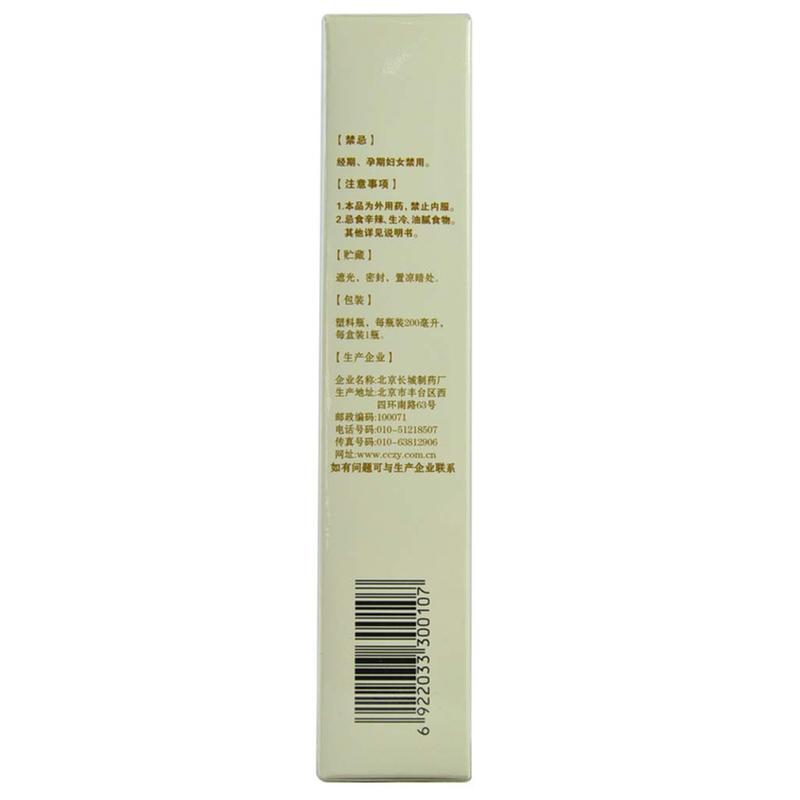 【禁忌】
经期、孕期妇女禁用。
【注意事项】
1.本品为外用药，禁止内服。
2.忌食辛辣、生冷、油腻食物。
其他详见说明书。
【贮藏】
遮光，密封，置凉暗处。
【包装】
塑料瓶，每瓶装200毫升，
每盒装1瓶。
【生产企业】
企业名称:北京长城制药厂
生产地址:北京市丰台区西
四环南路63号
邮政编码:100071
电话号码:010-51218507
传真号码:010-63812906
网址:www.cczy.com.cn
如有问题可与生产企业联系
6 922033 300107